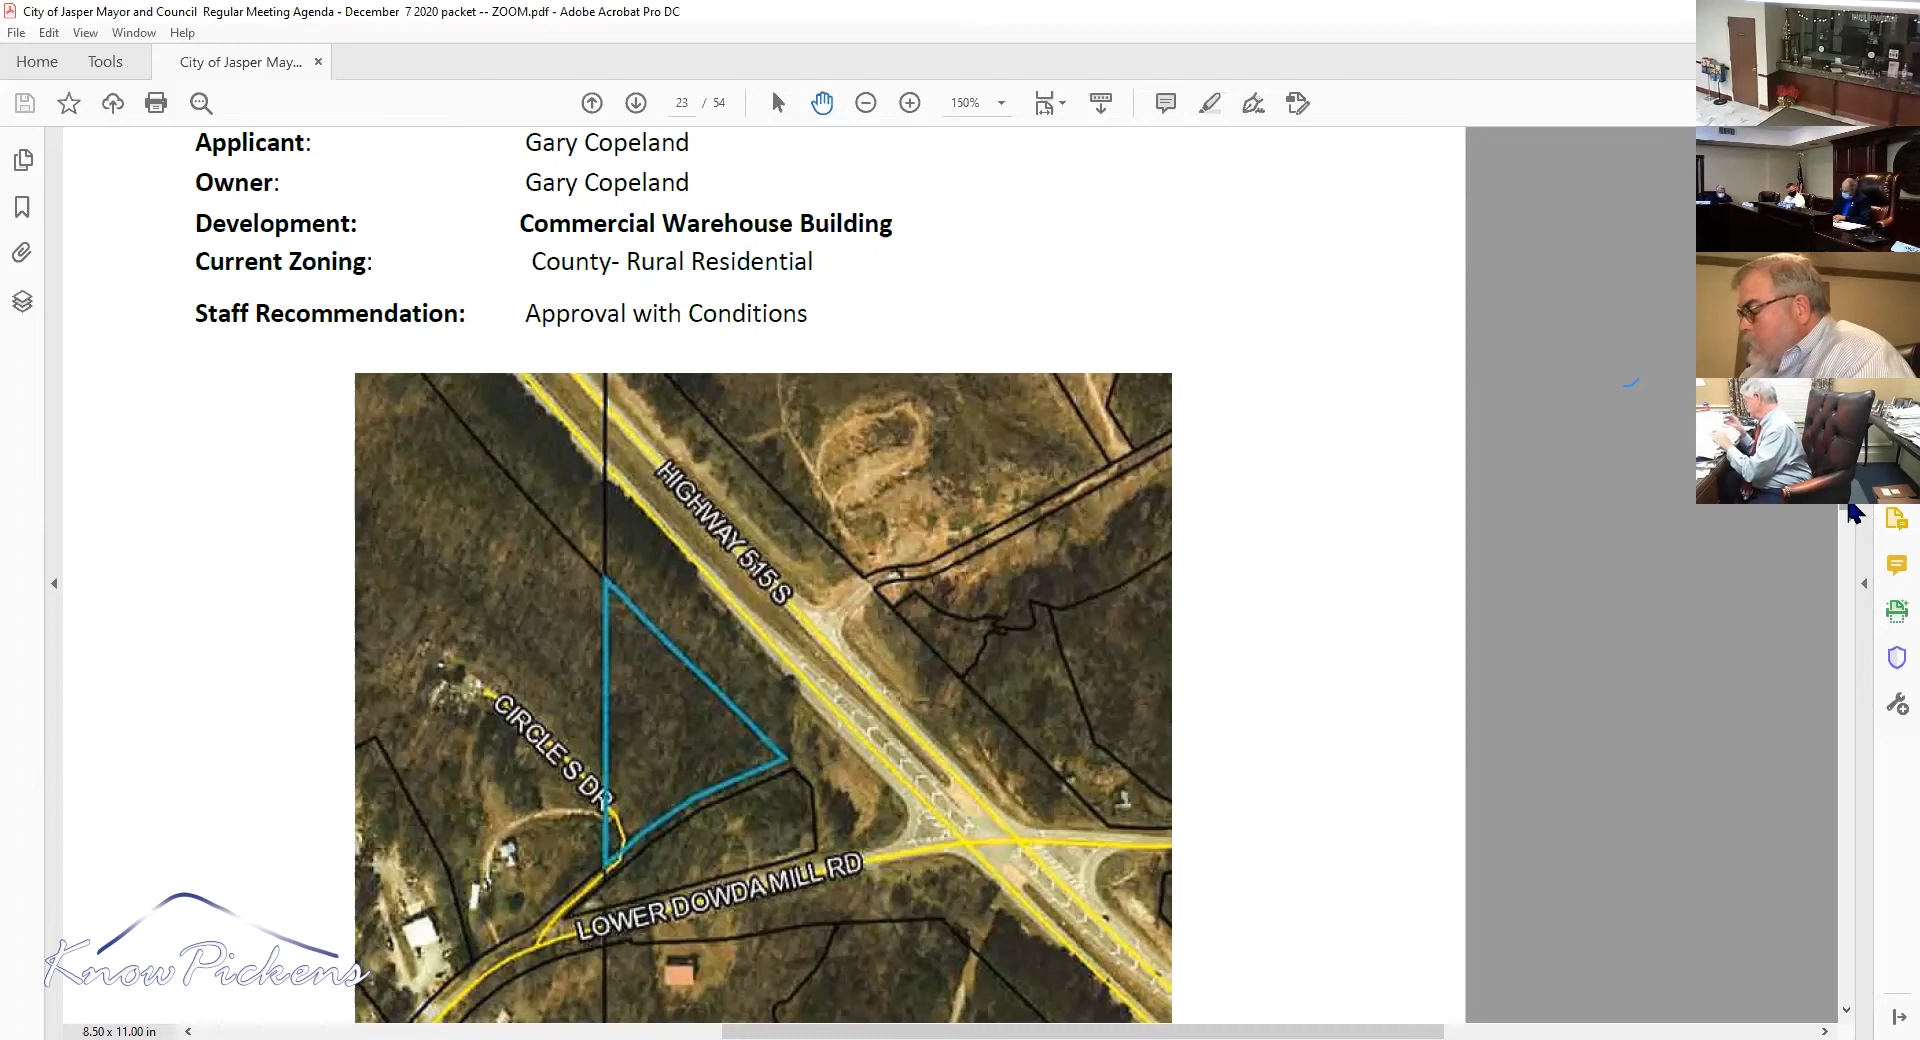 City of Jasper Mayor and Council  Regular Meeting Agenda - December  7 2020 packet -- ZOOM.pdf - Adobe Acrobat Pro DC
File Edit View Window Help
Home Tools City of Jasper May... ×
23 / 54 150%
Applicant: Gary Copeland
Owner: Gary Copeland
Development: Commercial Warehouse Building
Current Zoning: County- Rural Residential
Staff Recommendation: Approval with Conditions
HIGHWAY 515 S
CIRCLE S DR
LOWER DOWDA MILL RD
KnowPickens
8.50 x 11.00 in